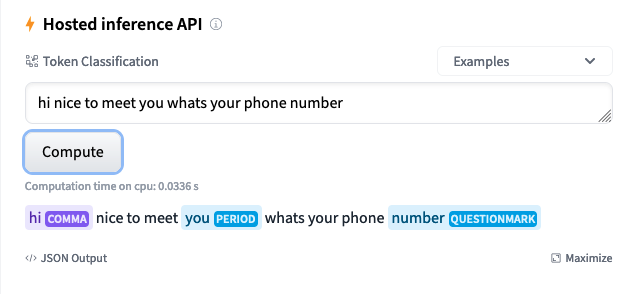 Hosted inference API
Token Classification Examples
hi nice to meet you whats your phone number
Compute
Computation time on cpu: 0.0336 s
hi COMMA nice to meet you PERIOD whats your phone number QUESTIONMARK
</> JSON Output Maximize